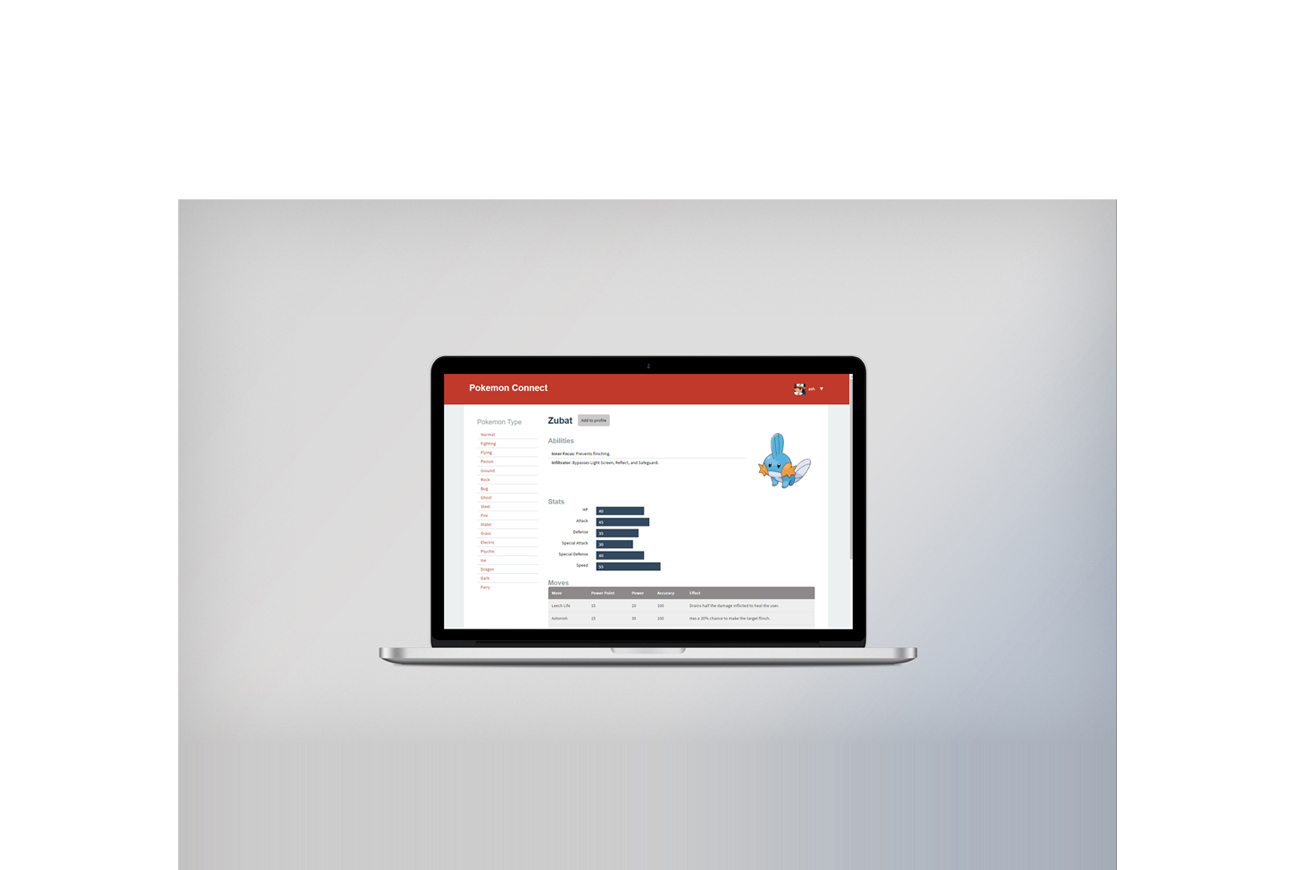 Pokemon Connect
ash ▼
Pokemon Type
Normal
Fighting
Flying
Poison
Ground
Rock
Bug
Ghost
Steel
Fire
Water
Grass
Electric
Psychic
Ice
Dragon
Dark
Fairy
Zubat Add to profile
Abilities
Inner Focus: Prevents flinching.
Infiltrator: Bypasses Light Screen, Reflect, and Safeguard.
Stats
HP 40
Attack 45
Defense 35
Special Attack 30
Special Defense 40
Speed 55
Moves
Move Power Point Power Accuracy Effect
Leech Life 15 20 100 Drains half the damage inflicted to heal the user.
Astonish 15 30 100 Has a 30% chance to make the target flinch.